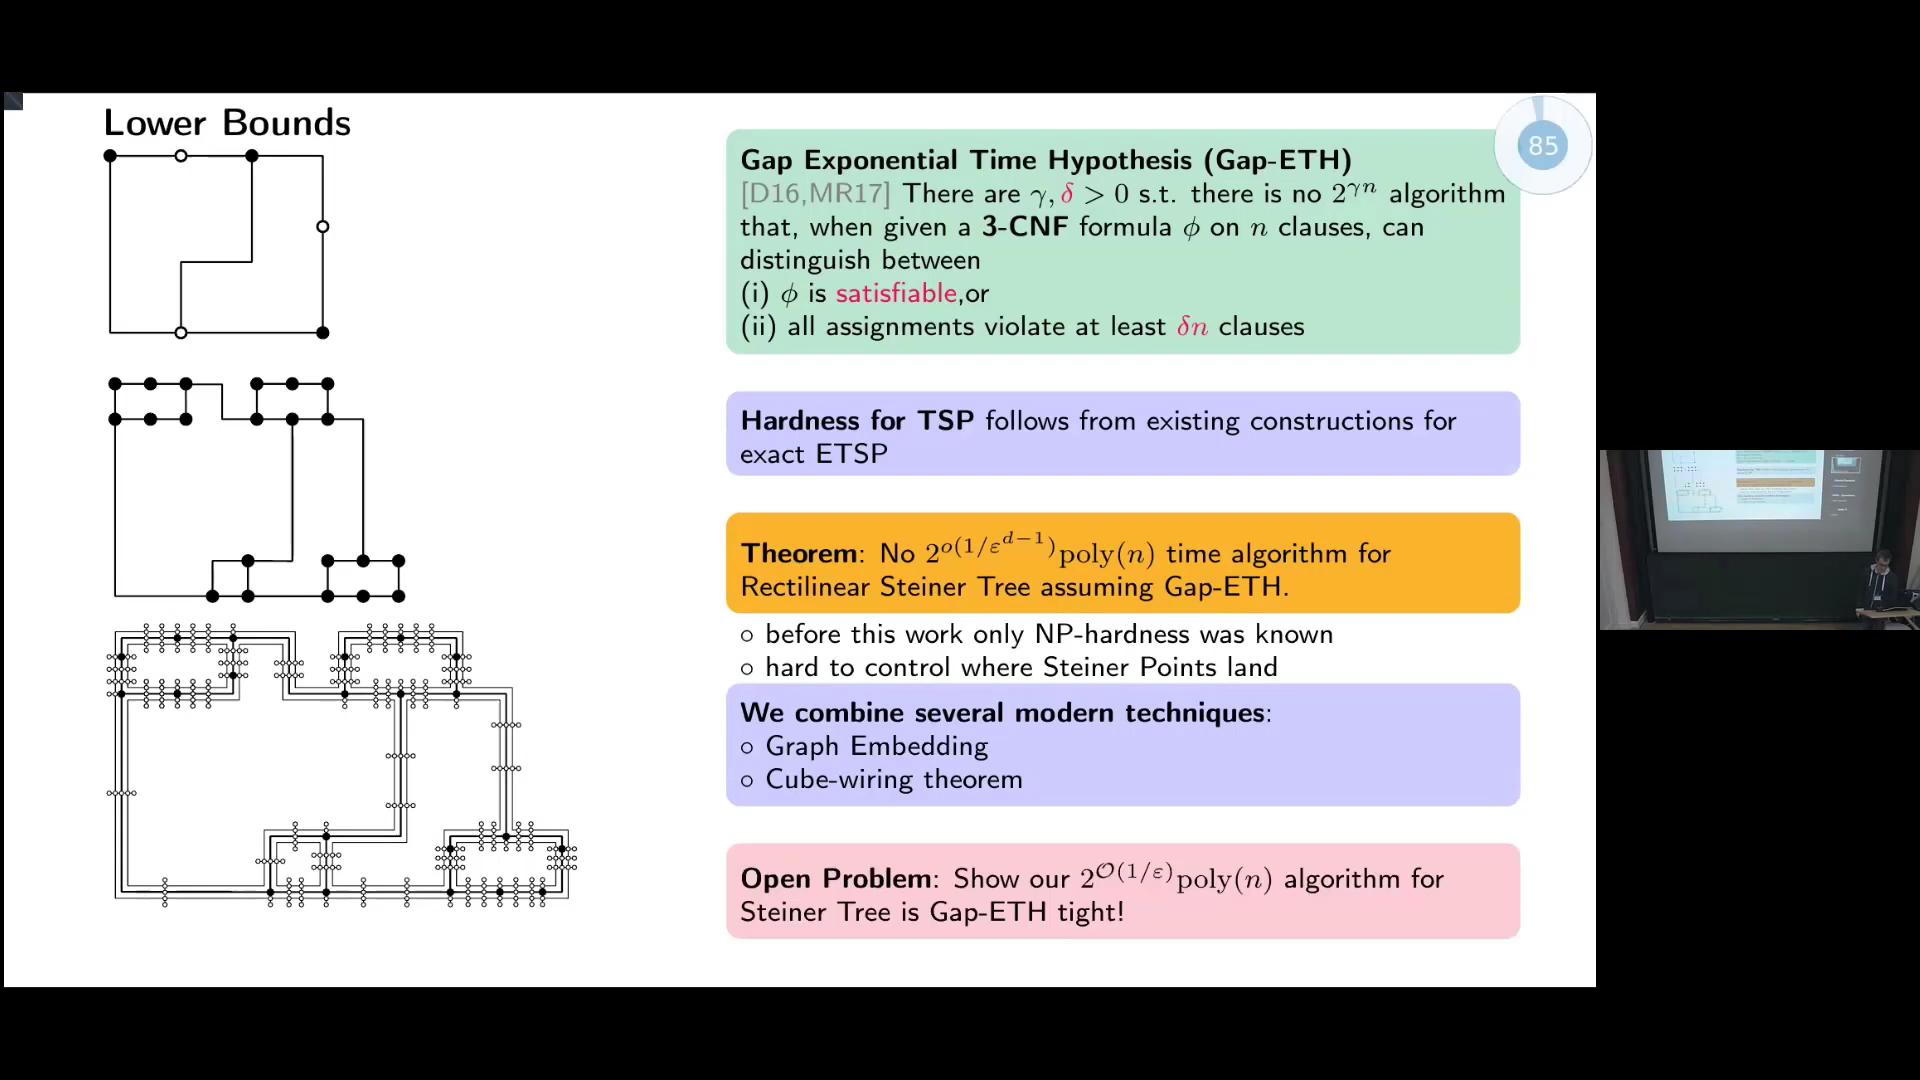 Lower Bounds
85
Gap Exponential Time Hypothesis (Gap-ETH)
[D16,MR17] There are γ, δ > 0 s.t. there is no 2^{γn} algorithm
that, when given a 3-CNF formula ϕ on n clauses, can
distinguish between
(i) ϕ is satisfiable,or
(ii) all assignments violate at least δn clauses
Hardness for TSP follows from existing constructions for
exact ETSP
Theorem: No 2^{o(1/ε^{d−1})}poly(n) time algorithm for
Rectilinear Steiner Tree assuming Gap-ETH.
○ before this work only NP-hardness was known
○ hard to control where Steiner Points land
We combine several modern techniques:
○ Graph Embedding
○ Cube-wiring theorem
Open Problem: Show our 2^{𝒪(1/ε)}poly(n) algorithm for
Steiner Tree is Gap-ETH tight!